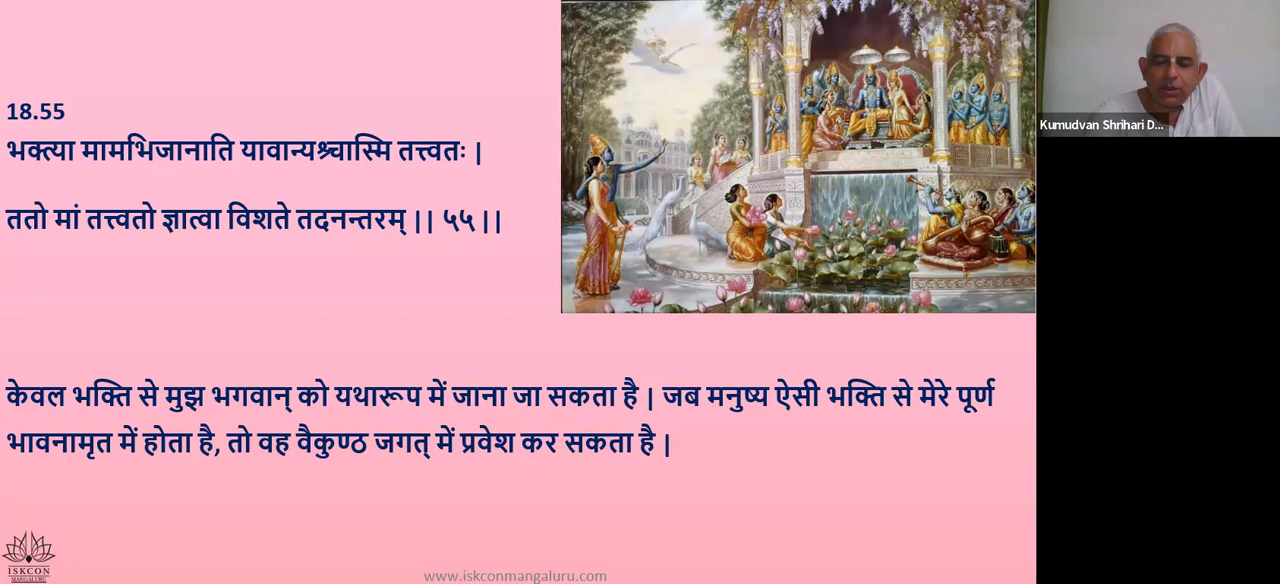 18.55
भक्त्या मामभिजानाति यावान्यश्र्चास्मि तत्त्वतः |
ततो मां तत्त्वतो ज्ञात्वा विशते तदनन्तरम् || ५५ ||
Kumudvan Shrihari D...
केवल भक्ति से मुझ भगवान् को यथारूप में जाना जा सकता है | जब मनुष्य ऐसी भक्ति से मेरे पूर्ण
भावनामृत में होता है, तो वह वैकुण्ठ जगत् में प्रवेश कर सकता है |
ISKCON
MANGALURU
www.iskconmangaluru.com